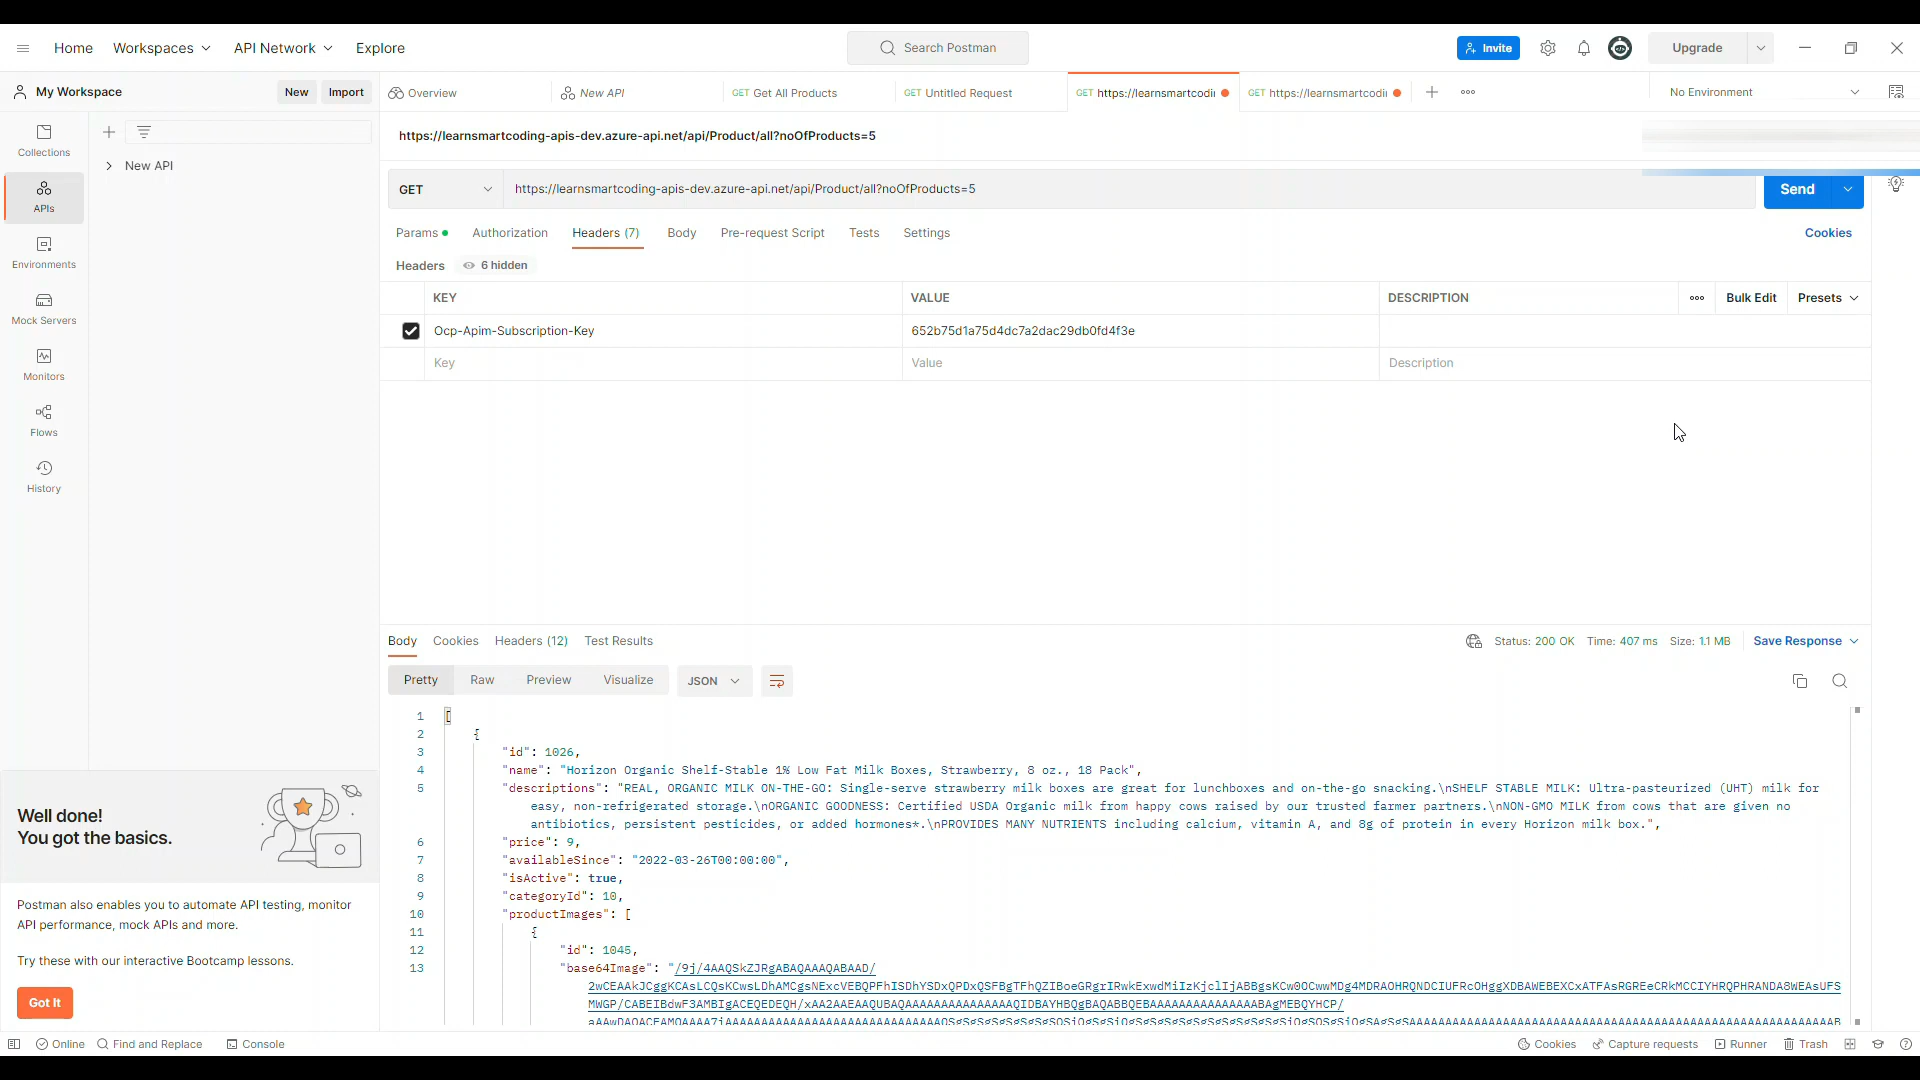 Home Workspaces API Network Explore Search Postman Invite Upgrade
My Workspace New Import Overview New API GET Get All Products GET Untitled Request GET https://learnsmartcodi GET https://learnsmartcodi No Environment
https://learnsmartcoding-apis-dev.azure-api.net/api/Product/all?noOfProducts=5
Collections
New API
GET https://learnsmartcoding-apis-dev.azure-api.net/api/Product/all?noOfProducts=5 Send
APIs
Params Authorization Headers (7) Body Pre-request Script Tests Settings Cookies
Environments
Headers 6 hidden
KEY VALUE DESCRIPTION Bulk Edit Presets
Mock Servers
Ocp-Apim-Subscription-Key 652b75d1a75d4dc7a2dac29db0fd4f3e
Key Value Description
Monitors
Flows
History
Body Cookies Headers (12) Test Results Status: 200 OK Time: 407 ms Size: 1.1 MB Save Response
Pretty Raw Preview Visualize JSON
1 [
2 {
3 "id": 1026,
4 "name": "Horizon Organic Shelf-Stable 1% Low Fat Milk Boxes, Strawberry, 8 oz., 18 Pack",
5 "descriptions": "REAL, ORGANIC MILK ON-THE-GO: Single-serve strawberry milk boxes are great for lunchboxes and on-the-go snacking.\nSHELF STABLE MILK: Ultra-pasteurized (UHT) milk for
easy, non-refrigerated storage.\nORGANIC GOODNESS: Certified USDA Organic milk from happy cows raised by our trusted farmer partners.\nNON-GMO MILK from cows that are given no
antibiotics, persistent pesticides, or added hormones*.\nPROVIDES MANY NUTRIENTS including calcium, vitamin A, and 8g of protein in every Horizon milk box.",
6 "price": 9,
7 "availableSince": "2022-03-26T00:00:00",
8 "isActive": true,
9 "categoryId": 10,
10 "productImages": [
11 {
12 "id": 1045,
13 "base64Image": "/9j/4AAQSkZJRgABAQAAAQABAAD/
Well done!
You got the basics.
Postman also enables you to automate API testing, monitor
API performance, mock APIs and more.
Try these with our interactive Bootcamp lessons.
Got It
Online Find and Replace Console Cookies Capture requests Runner Trash